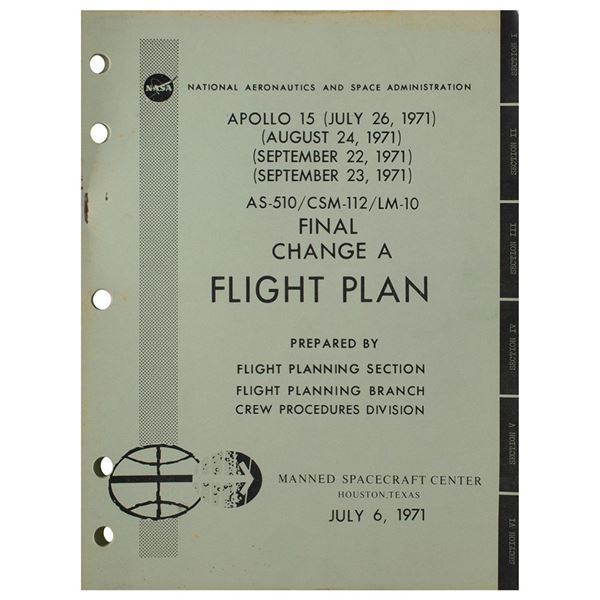 NASA
NATIONAL AERONAUTICS AND SPACE ADMINISTRATION
APOLLO 15 (JULY 26, 1971)
(AUGUST 24, 1971)
(SEPTEMBER 22, 1971)
(SEPTEMBER 23, 1971)
AS-510/CSM-112/LM-10
FINAL
CHANGE A
FLIGHT PLAN
PREPARED BY
FLIGHT PLANNING SECTION
FLIGHT PLANNING BRANCH
CREW PROCEDURES DIVISION
MANNED SPACECRAFT CENTER
HOUSTON,TEXAS
JULY 6, 1971
SECTION I
SECTION II
SECTION III
SECTION IV
SECTION V
SECTION VI